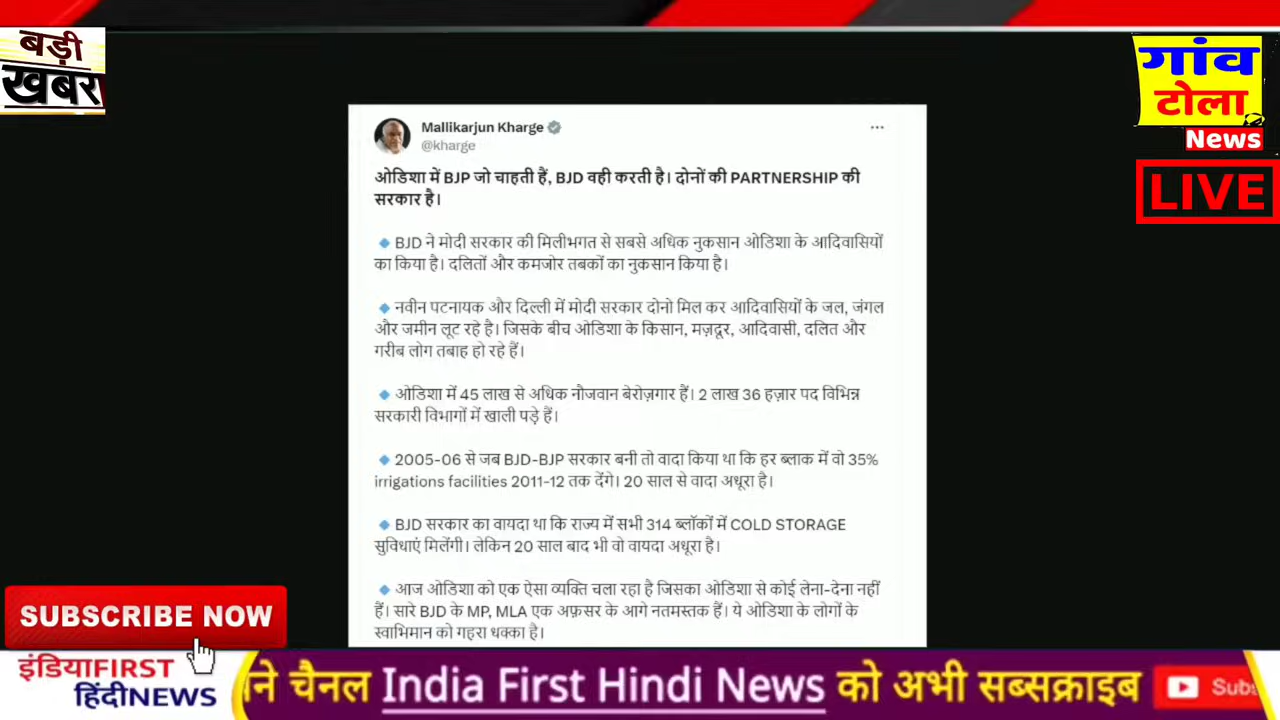 बड़ी
खबर
गांव
टोला
News
LIVE
Mallikarjun Kharge
@kharge
ओडिशा में BJP जो चाहती हैं, BJD वही करती है। दोनों की PARTNERSHIP की
सरकार है।
BJD ने मोदी सरकार की मिलीभगत से सबसे अधिक नुकसान ओडिशा के आदिवासियों
का किया है। दलितों और कमजोर तबकों का नुकसान किया है।
नवीन पटनायक और दिल्ली में मोदी सरकार दोनो मिल कर आदिवासियों के जल, जंगल
और जमीन लूट रहे है। जिसके बीच ओडिशा के किसान, मज़दूर, आदिवासी, दलित और
गरीब लोग तबाह हो रहे हैं।
ओडिशा में 45 लाख से अधिक नौजवान बेरोज़गार हैं। 2 लाख 36 हज़ार पद विभिन्न
सरकारी विभागों में खाली पड़े हैं।
2005-06 से जब BJD-BJP सरकार बनी तो वादा किया था कि हर ब्लाक में वो 35%
irrigations facilities 2011-12 तक देंगे। 20 साल से वादा अधूरा है।
BJD सरकार का वायदा था कि राज्य में सभी 314 ब्लॉकों में COLD STORAGE
सुविधाएं मिलेंगी। लेकिन 20 साल बाद भी वो वायदा अधूरा है।
आज ओडिशा को एक ऐसा व्यक्ति चला रहा है जिसका ओडिशा से कोई लेना-देना नहीं
हैं। सारे BJD के MP, MLA एक अफ़सर के आगे नतमस्तक हैं। ये ओडिशा के लोगों के
स्वाभिमान को गहरा धक्का है।
SUBSCRIBE NOW
इंडियाFIRST
हिंदीNEWS
ने चैनल India First Hindi News को अभी सब्सक्राइब
Subs